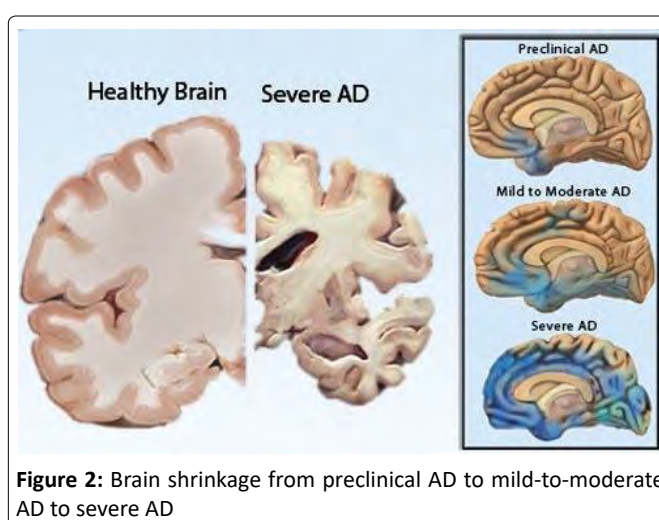 Healthy Brain
Severe AD
Preclinical AD
Mild to Moderate AD
Severe AD
Figure 2: Brain shrinkage from preclinical AD to mild-to-moderate
AD to severe AD